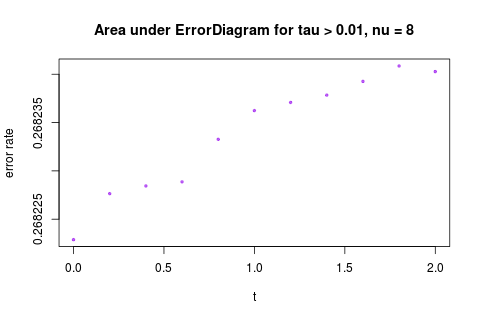 Area under ErrorDiagram for tau > 0.01, nu = 8
error rate
0.268235
0.268225
0.0 0.5 1.0 1.5 2.0
t